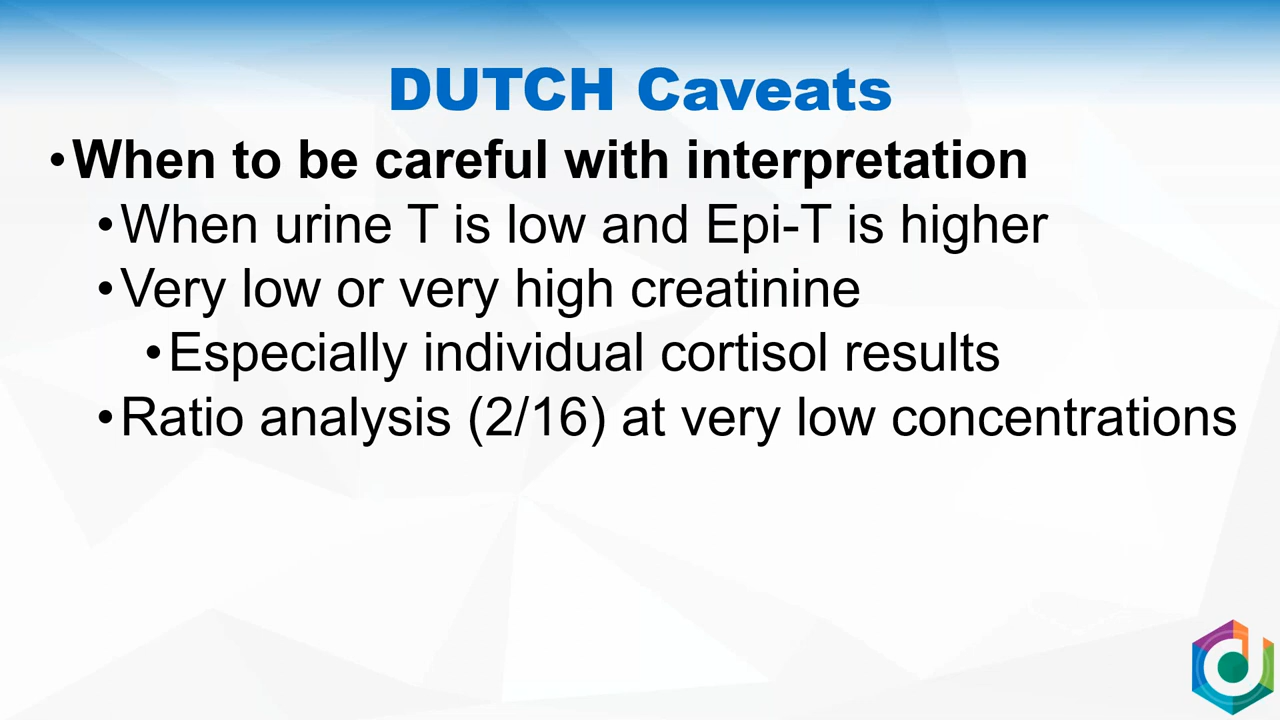 DUTCH Caveats
•When to be careful with interpretation
•When urine T is low and Epi-T is higher
•Very low or very high creatinine
•Especially individual cortisol results
•Ratio analysis (2/16) at very low concentrations